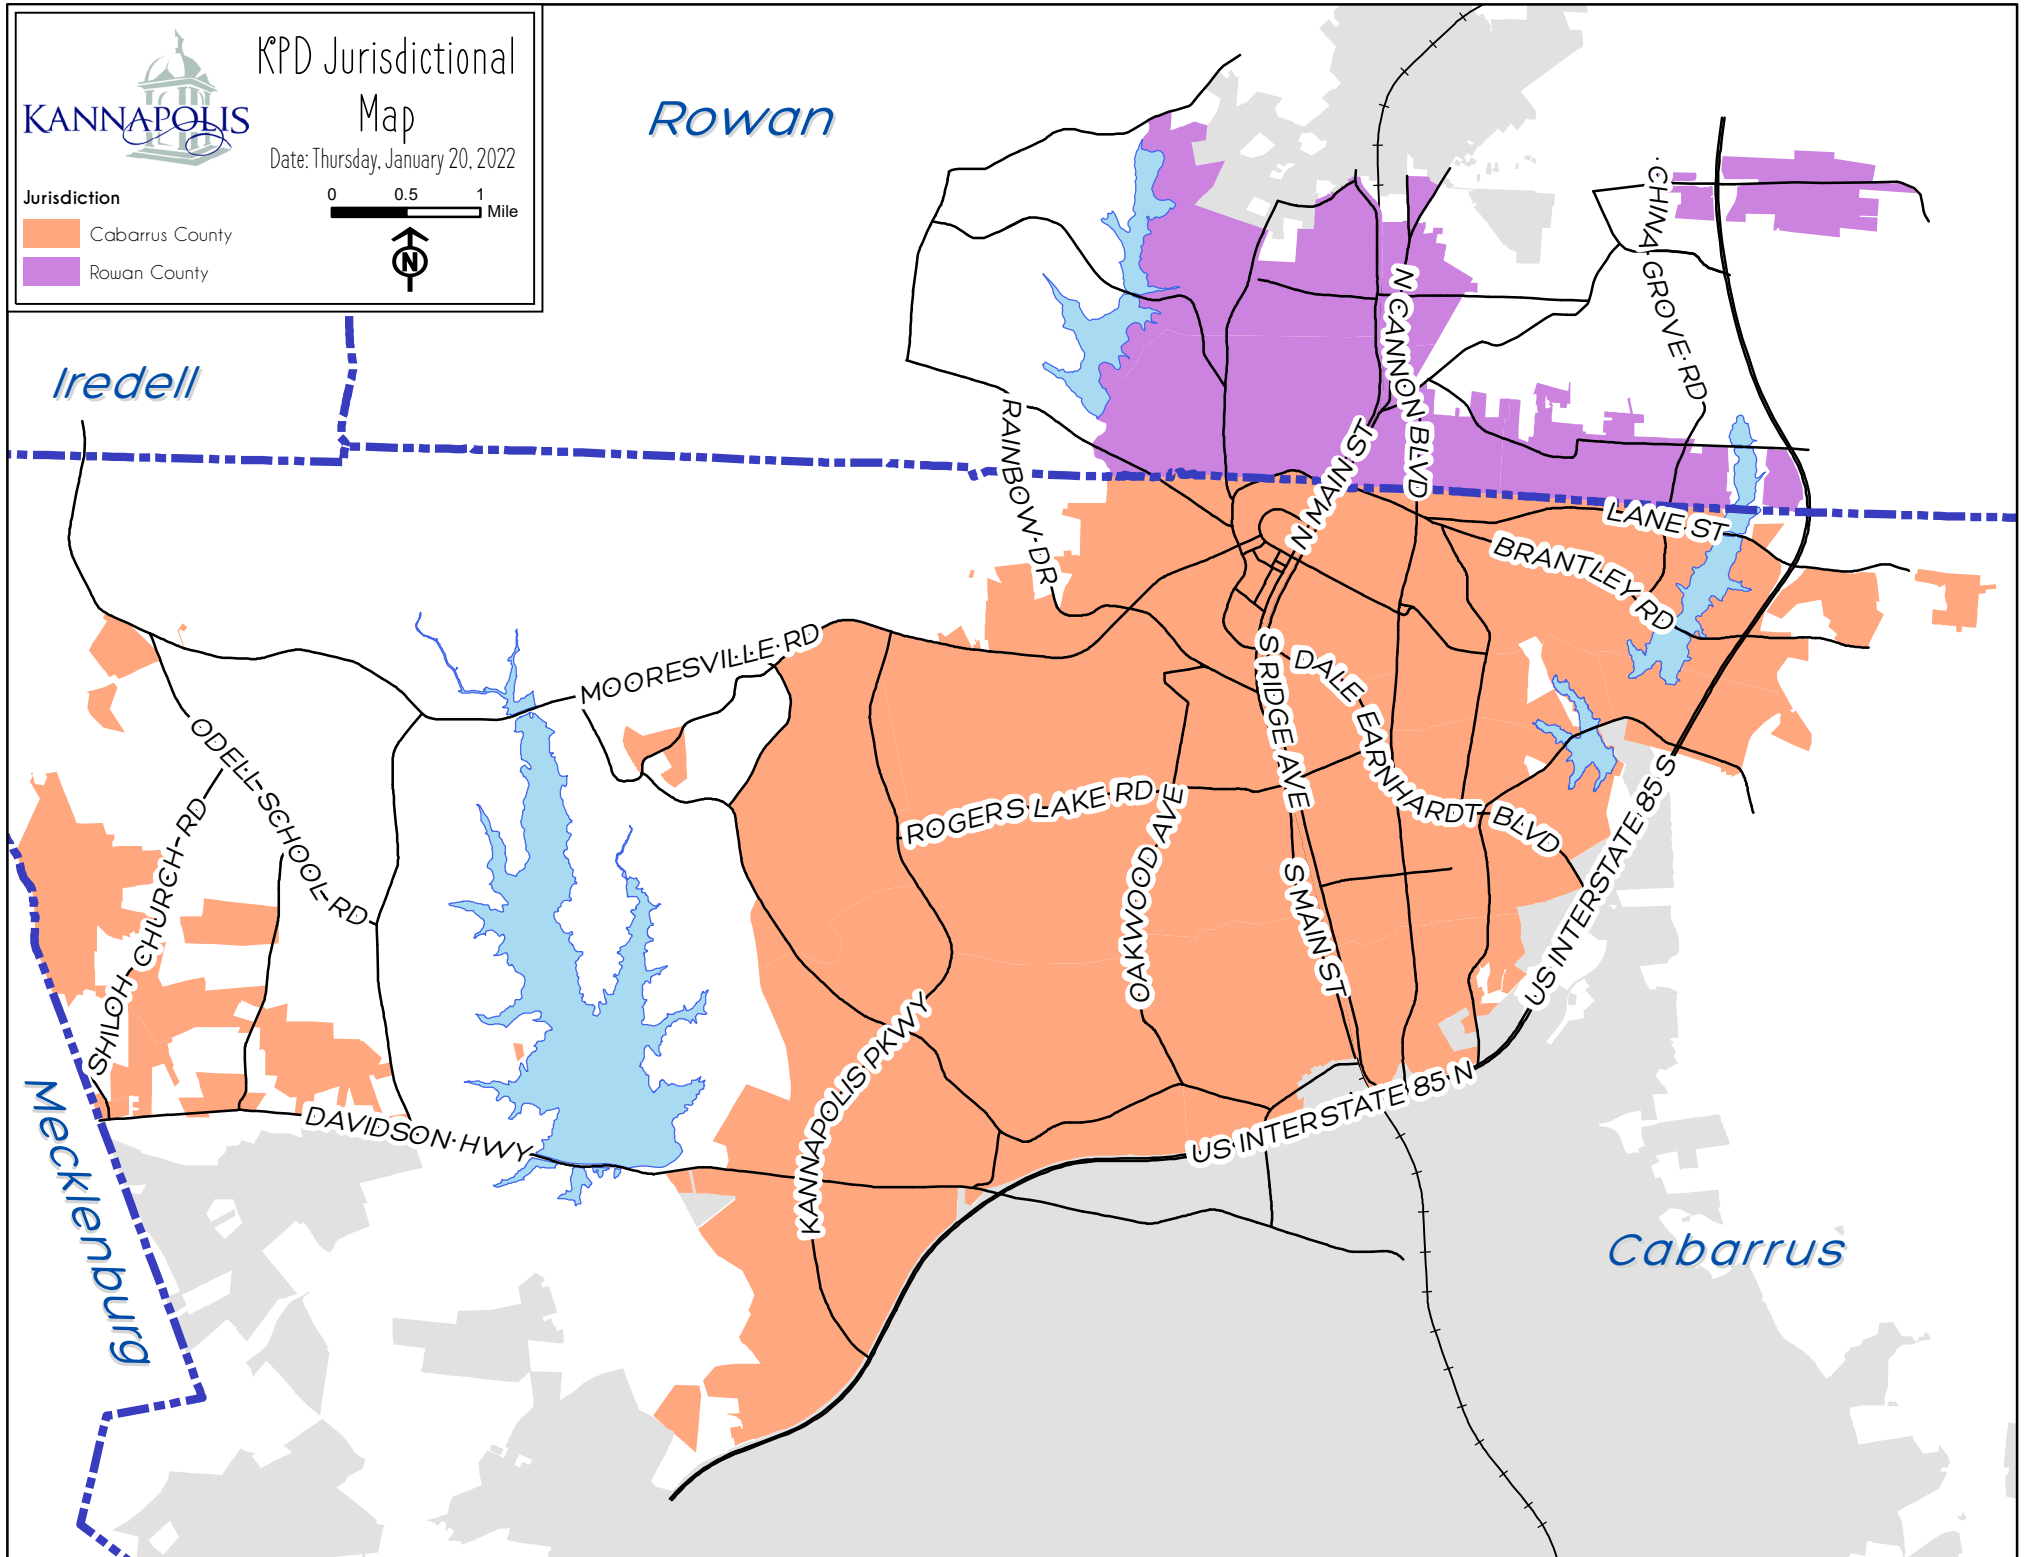 KANNAPOLIS
KPD Jurisdictional
Map
Date: Thursday, January 20, 2022
0 0.5 1
Mile
N
Jurisdiction
Cabarrus County
Rowan County
Rowan
Iredell
Mecklenburg
Cabarrus
CHINA GROVE RD
N CANNON BLVD
RAINBOW DR
N MAIN ST
LANE ST
BRANTLEY RD
MOORESVILLE RD
S RIDGE AVE
DALE EARNHARDT BLVD
ODELL SCHOOL RD
SHILOH CHURCH RD
ROGERS LAKE RD
OAKWOOD AVE
S MAIN ST
US INTERSTATE 85 S
KANNAPOLIS PKWY
US INTERSTATE 85 N
DAVIDSON HWY